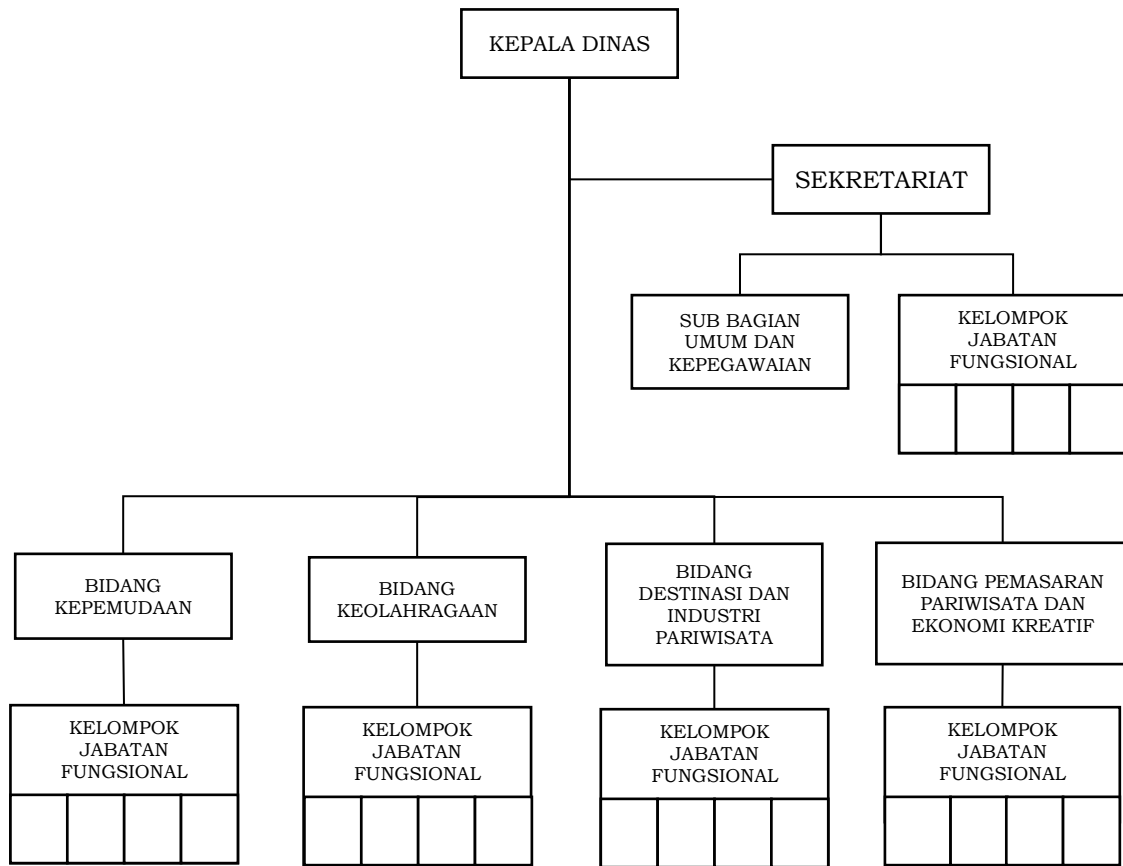 KEPALA DINAS
SEKRETARIAT
SUB BAGIAN
UMUM DAN
KEPEGAWAIAN
KELOMPOK
JABATAN
FUNGSIONAL
BIDANG
KEPEMUDAAN
BIDANG
KEOLAHRAGAAN
BIDANG
DESTINASI DAN
INDUSTRI
PARIWISATA
BIDANG PEMASARAN
PARIWISATA DAN
EKONOMI KREATIF
KELOMPOK
JABATAN
FUNGSIONAL
KELOMPOK
JABATAN
FUNGSIONAL
KELOMPOK
JABATAN
FUNGSIONAL
KELOMPOK
JABATAN
FUNGSIONAL